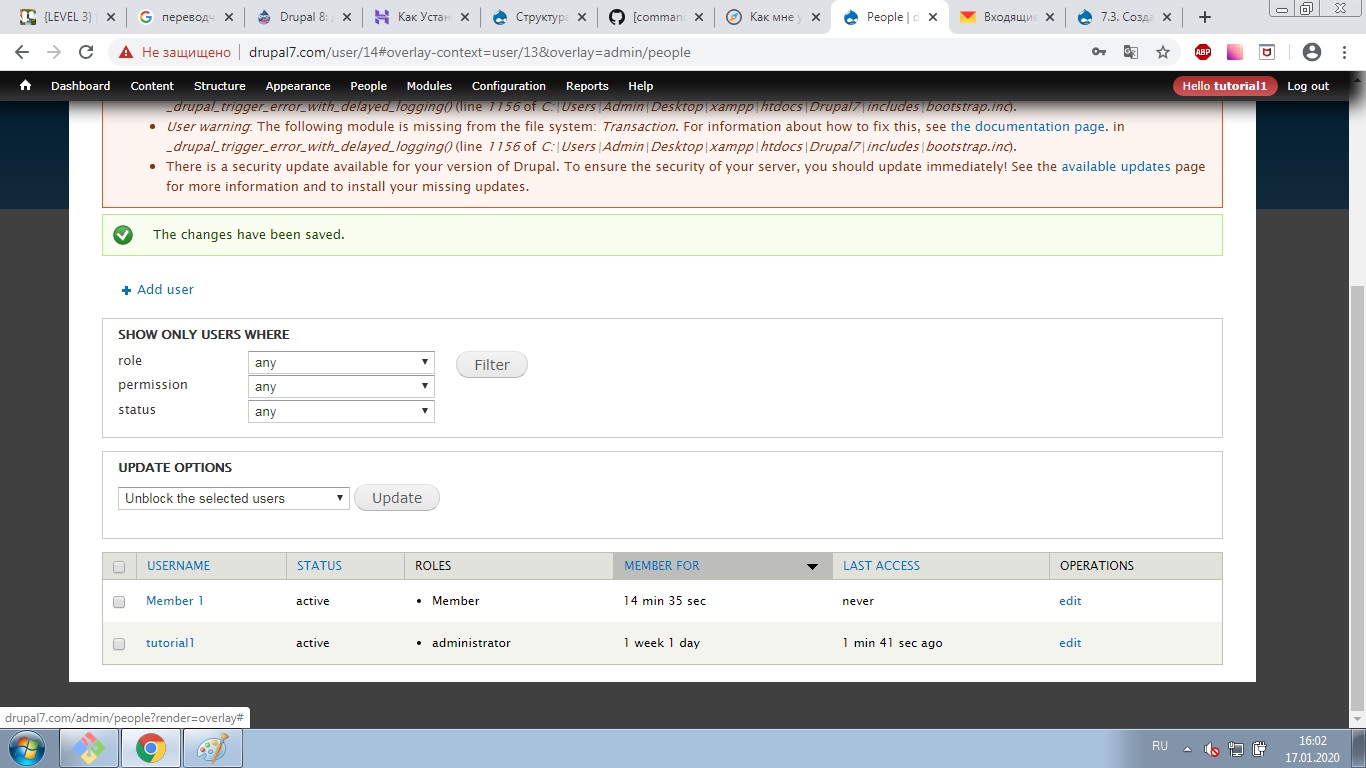 {LEVEL 3}
переводч
Drupal 8:
Как Устан
Структура
[comman
Как мне у
People | d
Входящие
7.3. Созда
Не защищено
drupal7.com/user/14#overlay-context=user/13&overlay=admin/people
ABP
Dashboard Content Structure Appearance People Modules Configuration Reports Help
Hello tutorial1 Log out
_drupal_trigger_error_with_delayed_logging() (line 1156 of C:\Users\Admin\Desktop\xampp\htdocs\Drupal7\includes\bootstrap.inc).
User warning: The following module is missing from the file system: Transaction. For information about how to fix this, see the documentation page. in
_drupal_trigger_error_with_delayed_logging() (line 1156 of C:\Users\Admin\Desktop\xampp\htdocs\Drupal7\includes\bootstrap.inc).
There is a security update available for your version of Drupal. To ensure the security of your server, you should update immediately! See the available updates page
for more information and to install your missing updates.
The changes have been saved.
Add user
SHOW ONLY USERS WHERE
role any Filter
permission any
status any
UPDATE OPTIONS
Unblock the selected users Update
USERNAME STATUS ROLES MEMBER FOR LAST ACCESS OPERATIONS
Member 1 active Member 14 min 35 sec never edit
tutorial1 active administrator 1 week 1 day 1 min 41 sec ago edit
drupal7.com/admin/people?render=overlay#
RU
16:02
17.01.2020